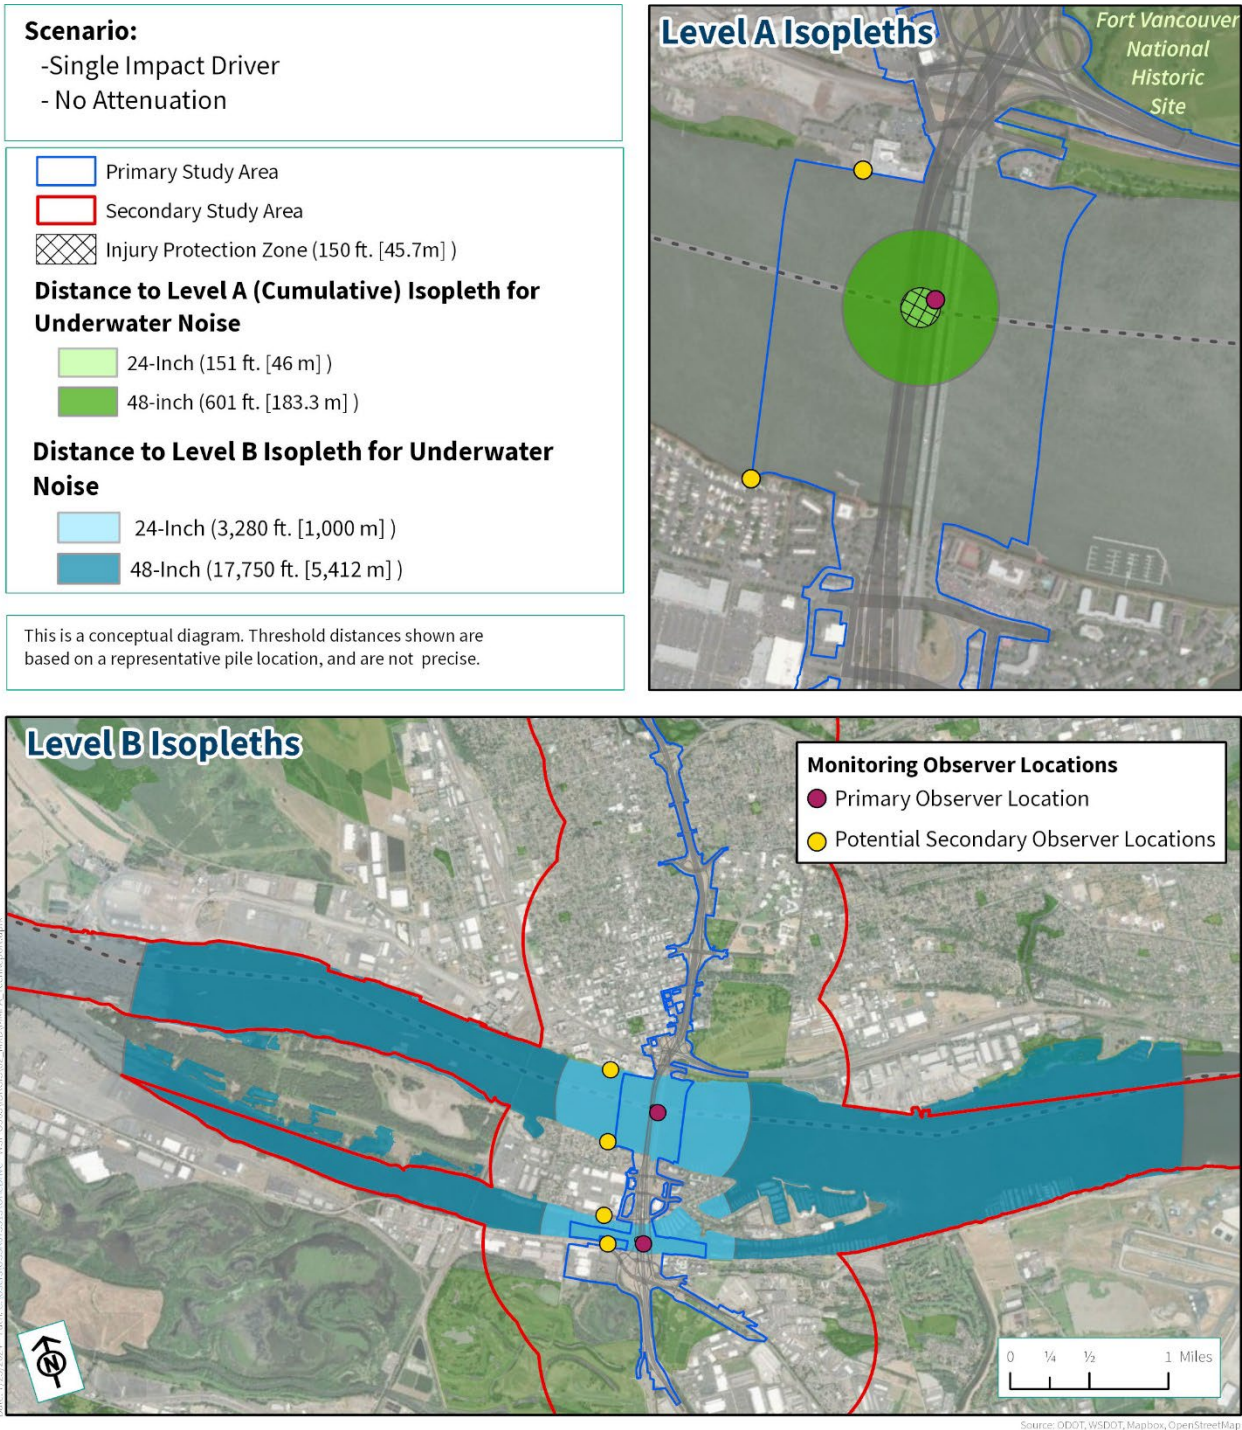 Scenario:
-Single Impact Driver
- No Attenuation
Primary Study Area
Secondary Study Area
Injury Protection Zone (150 ft. [45.7m] )
Distance to Level A (Cumulative) Isopleth for
Underwater Noise
24-Inch (151 ft. [46 m] )
48-inch (601 ft. [183.3 m] )
Distance to Level B Isopleth for Underwater
Noise
24-Inch (3,280 ft. [1,000 m] )
48-Inch (17,750 ft. [5,412 m] )
This is a conceptual diagram. Threshold distances shown are
based on a representative pile location, and are not precise.
Level A Isopleths
Fort Vancouver
National
Historic
Site
Level B Isopleths
Monitoring Observer Locations
Primary Observer Location
Potential Secondary Observer Locations
N
0 ¼ ½ 1 Miles
Source: ODOT, WSDOT, Mapbox, OpenStreetMap